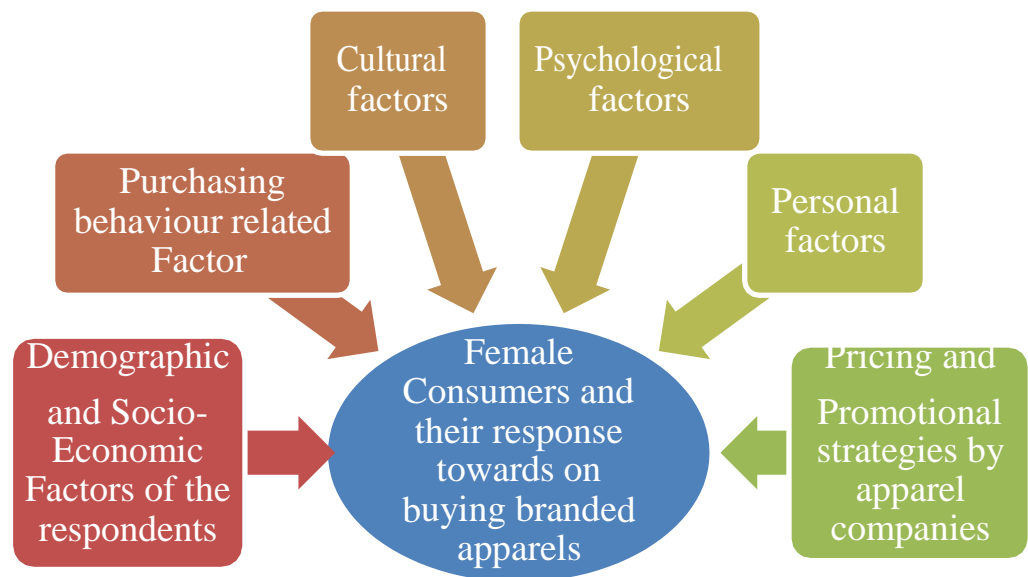 Cultural
factors
Psychological
factors
Purchasing
behaviour related
Factor
Personal
factors
Demographic
and Socio-
Economic
Factors of the
respondents
Female
Consumers and
their response
towards on
buying branded
apparels
Pricing and
Promotional
strategies by
apparel
companies